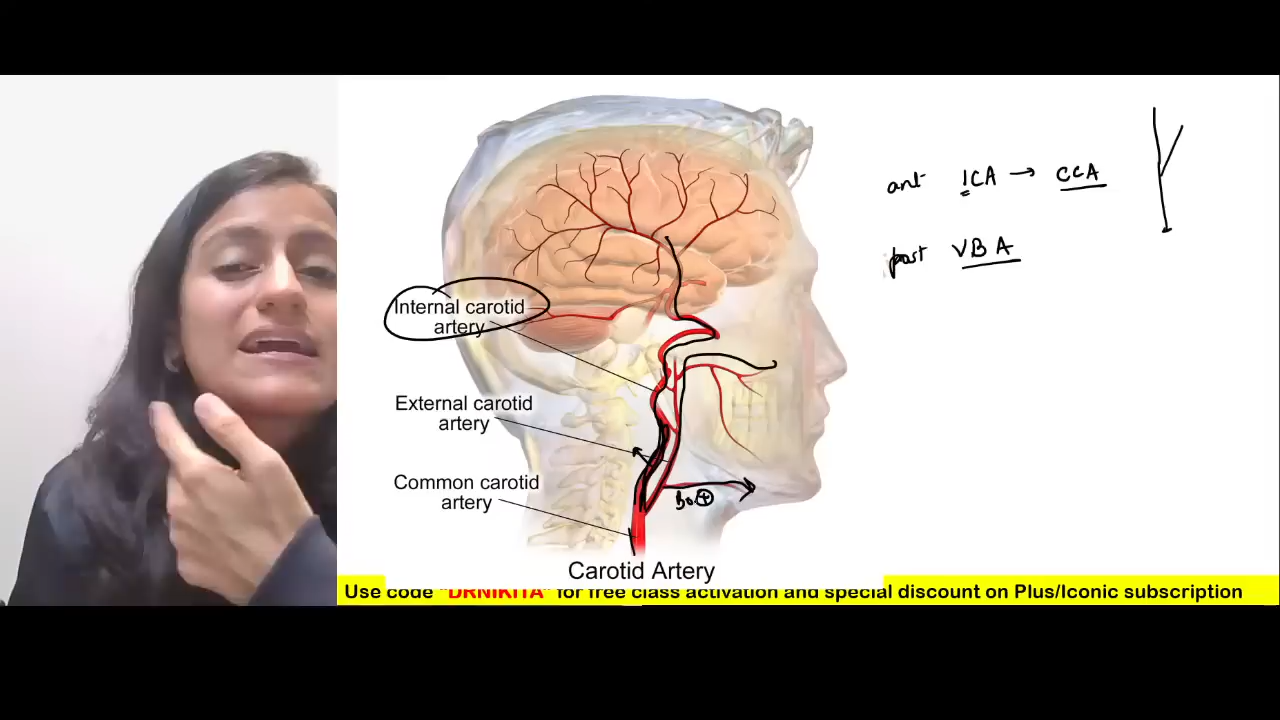 Internal carotid
artery
External carotid
artery
Common carotid
artery
Carotid Artery
ant ICA → CCA
post VBA
Use code "DRNIKITA" for free class activation and special discount on Plus/Iconic subscription